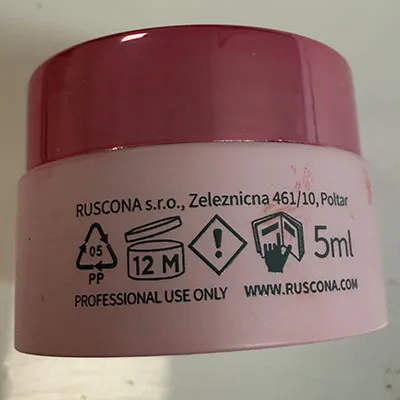 RUSCONA s.r.o., Zeleznicna 461/10, Poltar
05 12 M ! 5ml
PP
PROFESSIONAL USE ONLY WWW.RUSCONA.COM